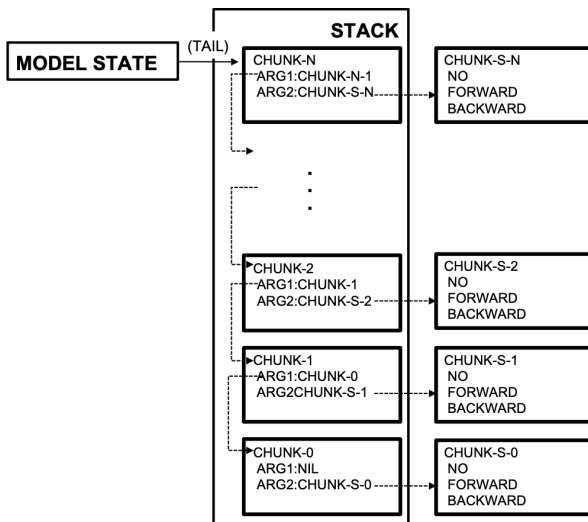 STACK
(TAIL)
MODEL STATE
CHUNK-N
ARG1:CHUNK-N-1
ARG2:CHUNK-S-N
CHUNK-S-N
NO
FORWARD
BACKWARD
CHUNK-2
ARG1:CHUNK-1
ARG2:CHUNK-S-2
CHUNK-S-2
NO
FORWARD
BACKWARD
CHUNK-1
ARG1:CHUNK-0
ARG2CHUNK-S-1
CHUNK-S-1
NO
FORWARD
BACKWARD
CHUNK-0
ARG1:NIL
ARG2:CHUNK-S-0
CHUNK-S-0
NO
FORWARD
BACKWARD